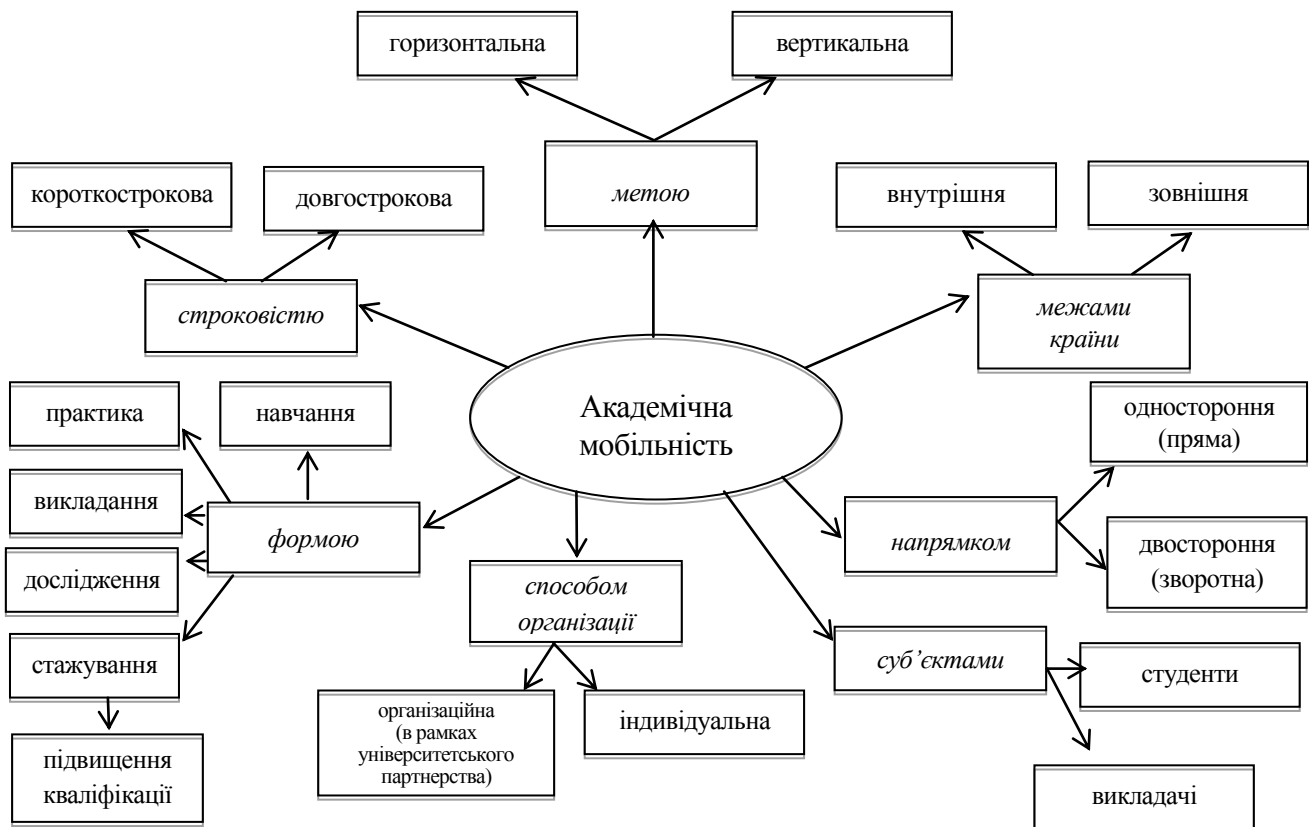 горизонтальна
вертикальна
метою
короткострокова
довгострокова
строковістю
внутрішня
зовнішня
межами
країни
Академічна
мобільність
практика
навчання
викладання
дослідження
формою
стажування
підвищення
кваліфікації
способом
організації
організаційна
(в рамках
університетського
партнерства)
індивідуальна
одностороння
(пряма)
напрямком
двостороння
(зворотна)
суб’єктами
студенти
викладачі